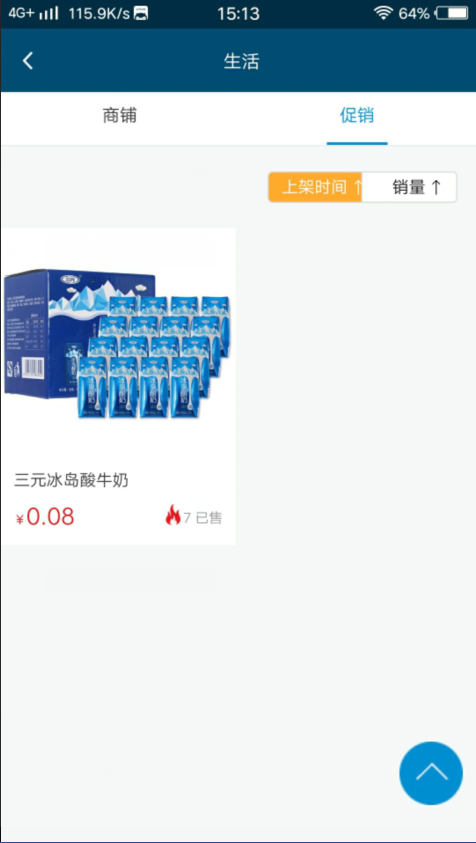 4G+ 115.9K/s 15:13 64%
生活
商铺 促销
上架时间 ↑ 销量 ↑
三元冰岛酸牛奶
¥0.08 7 已售